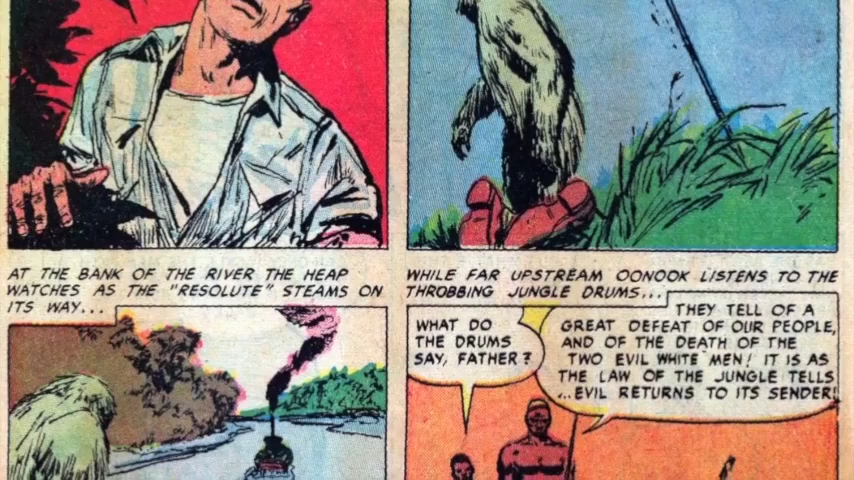 AT THE BANK OF THE RIVER THE HEAP
WATCHES AS THE "RESOLUTE" STEAMS ON
ITS WAY...
WHILE FAR UPSTREAM OONOOK LISTENS TO THE
THROBBING JUNGLE DRUMS...
WHAT DO
THE DRUMS
SAY, FATHER?
THEY TELL OF A
GREAT DEFEAT OF OUR PEOPLE,
AND OF THE DEATH OF THE
TWO EVIL WHITE MEN! IT IS AS
THE LAW OF THE JUNGLE TELLS
...EVIL RETURNS TO ITS SENDER!